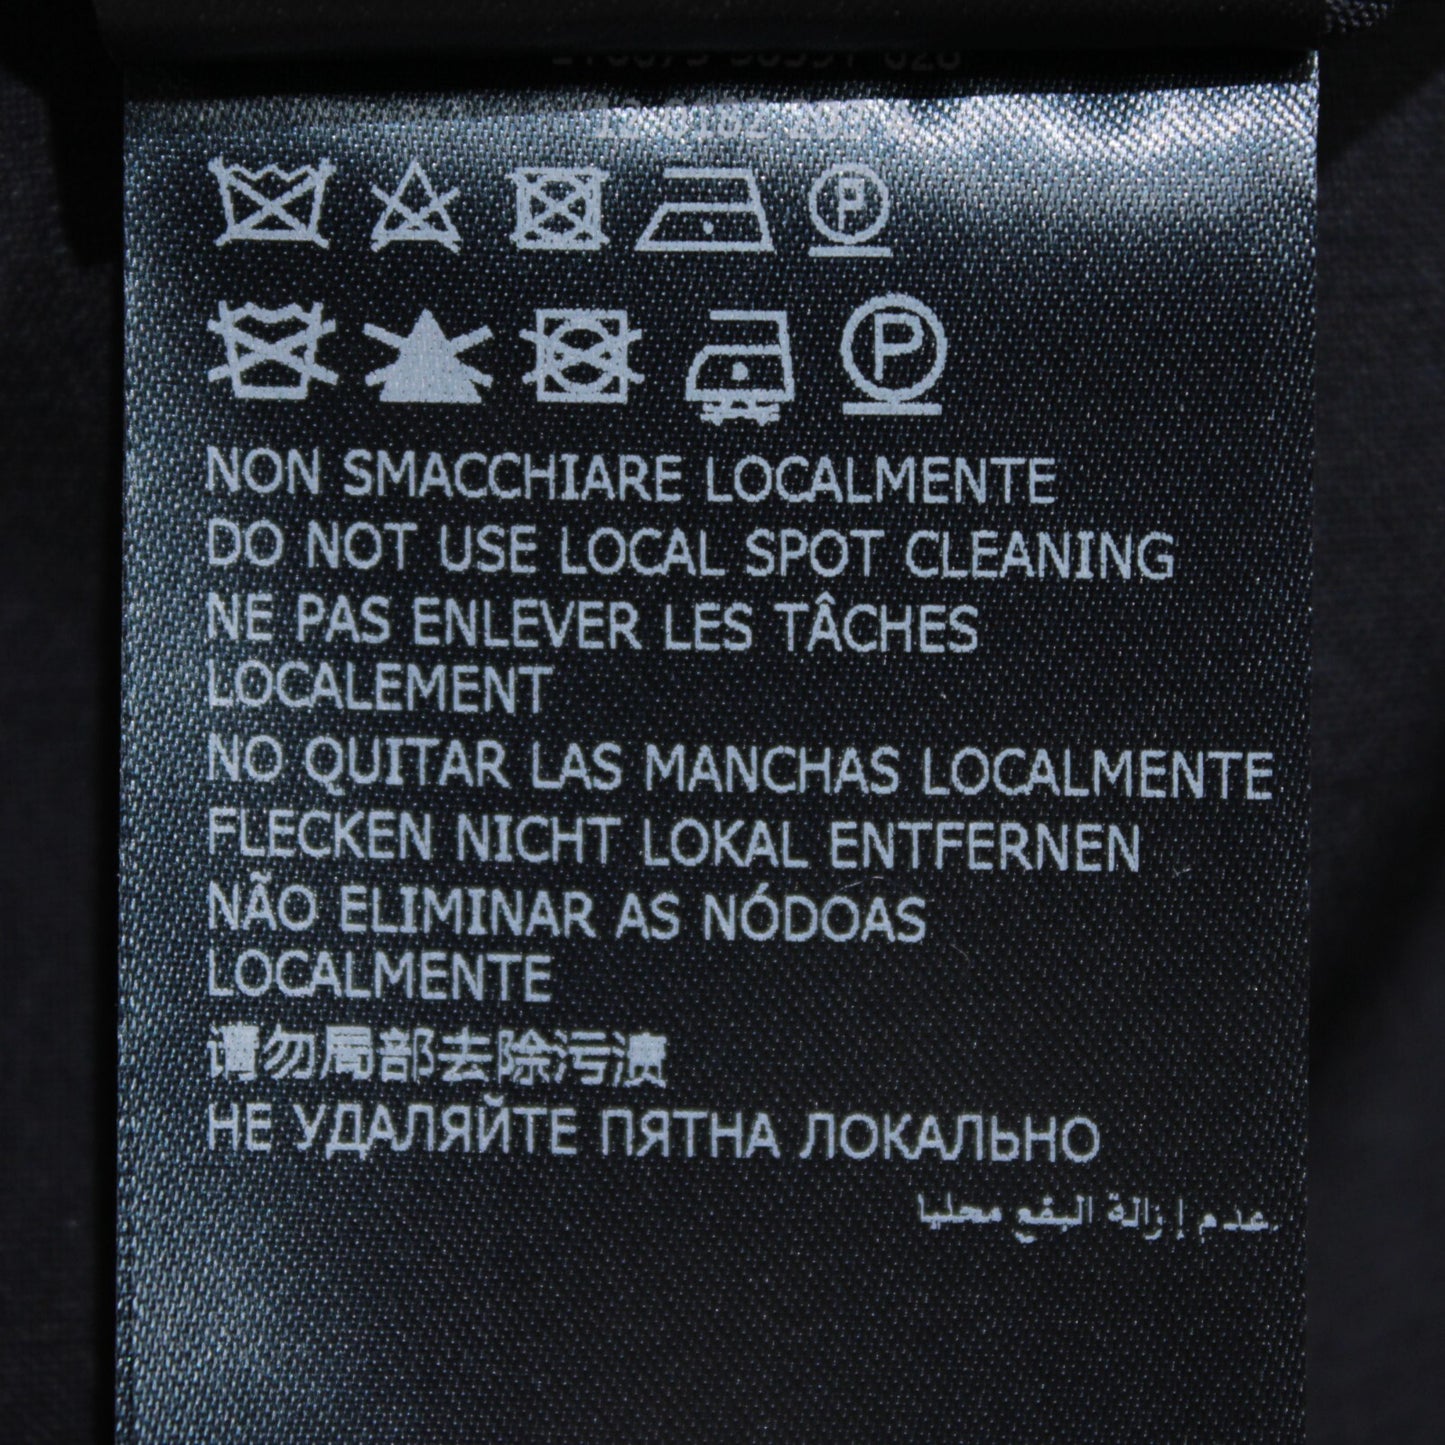 NON SMACCHIARE LOCALMENTE
DO NOT USE LOCAL SPOT CLEANING
NE PAS ENLEVER LES TÂCHES
LOCALEMENT
NO QUITAR LAS MANCHAS LOCALMENTE
FLECKEN NICHT LOKAL ENTFERNEN
NÃO ELIMINAR AS NÓDOAS
LOCALMENTE
请勿局部去除污渍
НЕ УДАЛЯЙТЕ ПЯТНА ЛОКАЛЬНО
عدم إزالة البقع محليا.